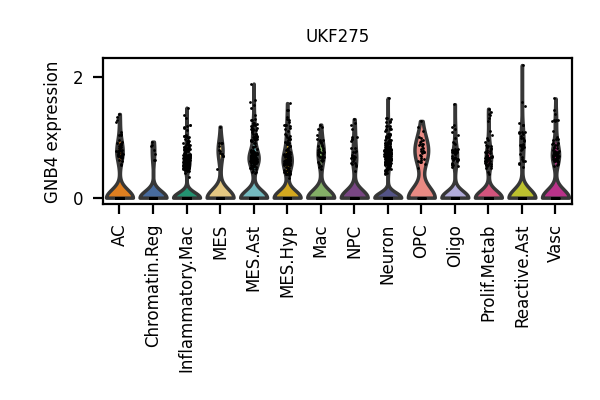 UKF275
GNB4 expression
2
0
AC
Chromatin.Reg
Inflammatory.Mac
MES
MES.Ast
MES.Hyp
Mac
NPC
Neuron
OPC
Oligo
Prolif.Metab
Reactive.Ast
Vasc